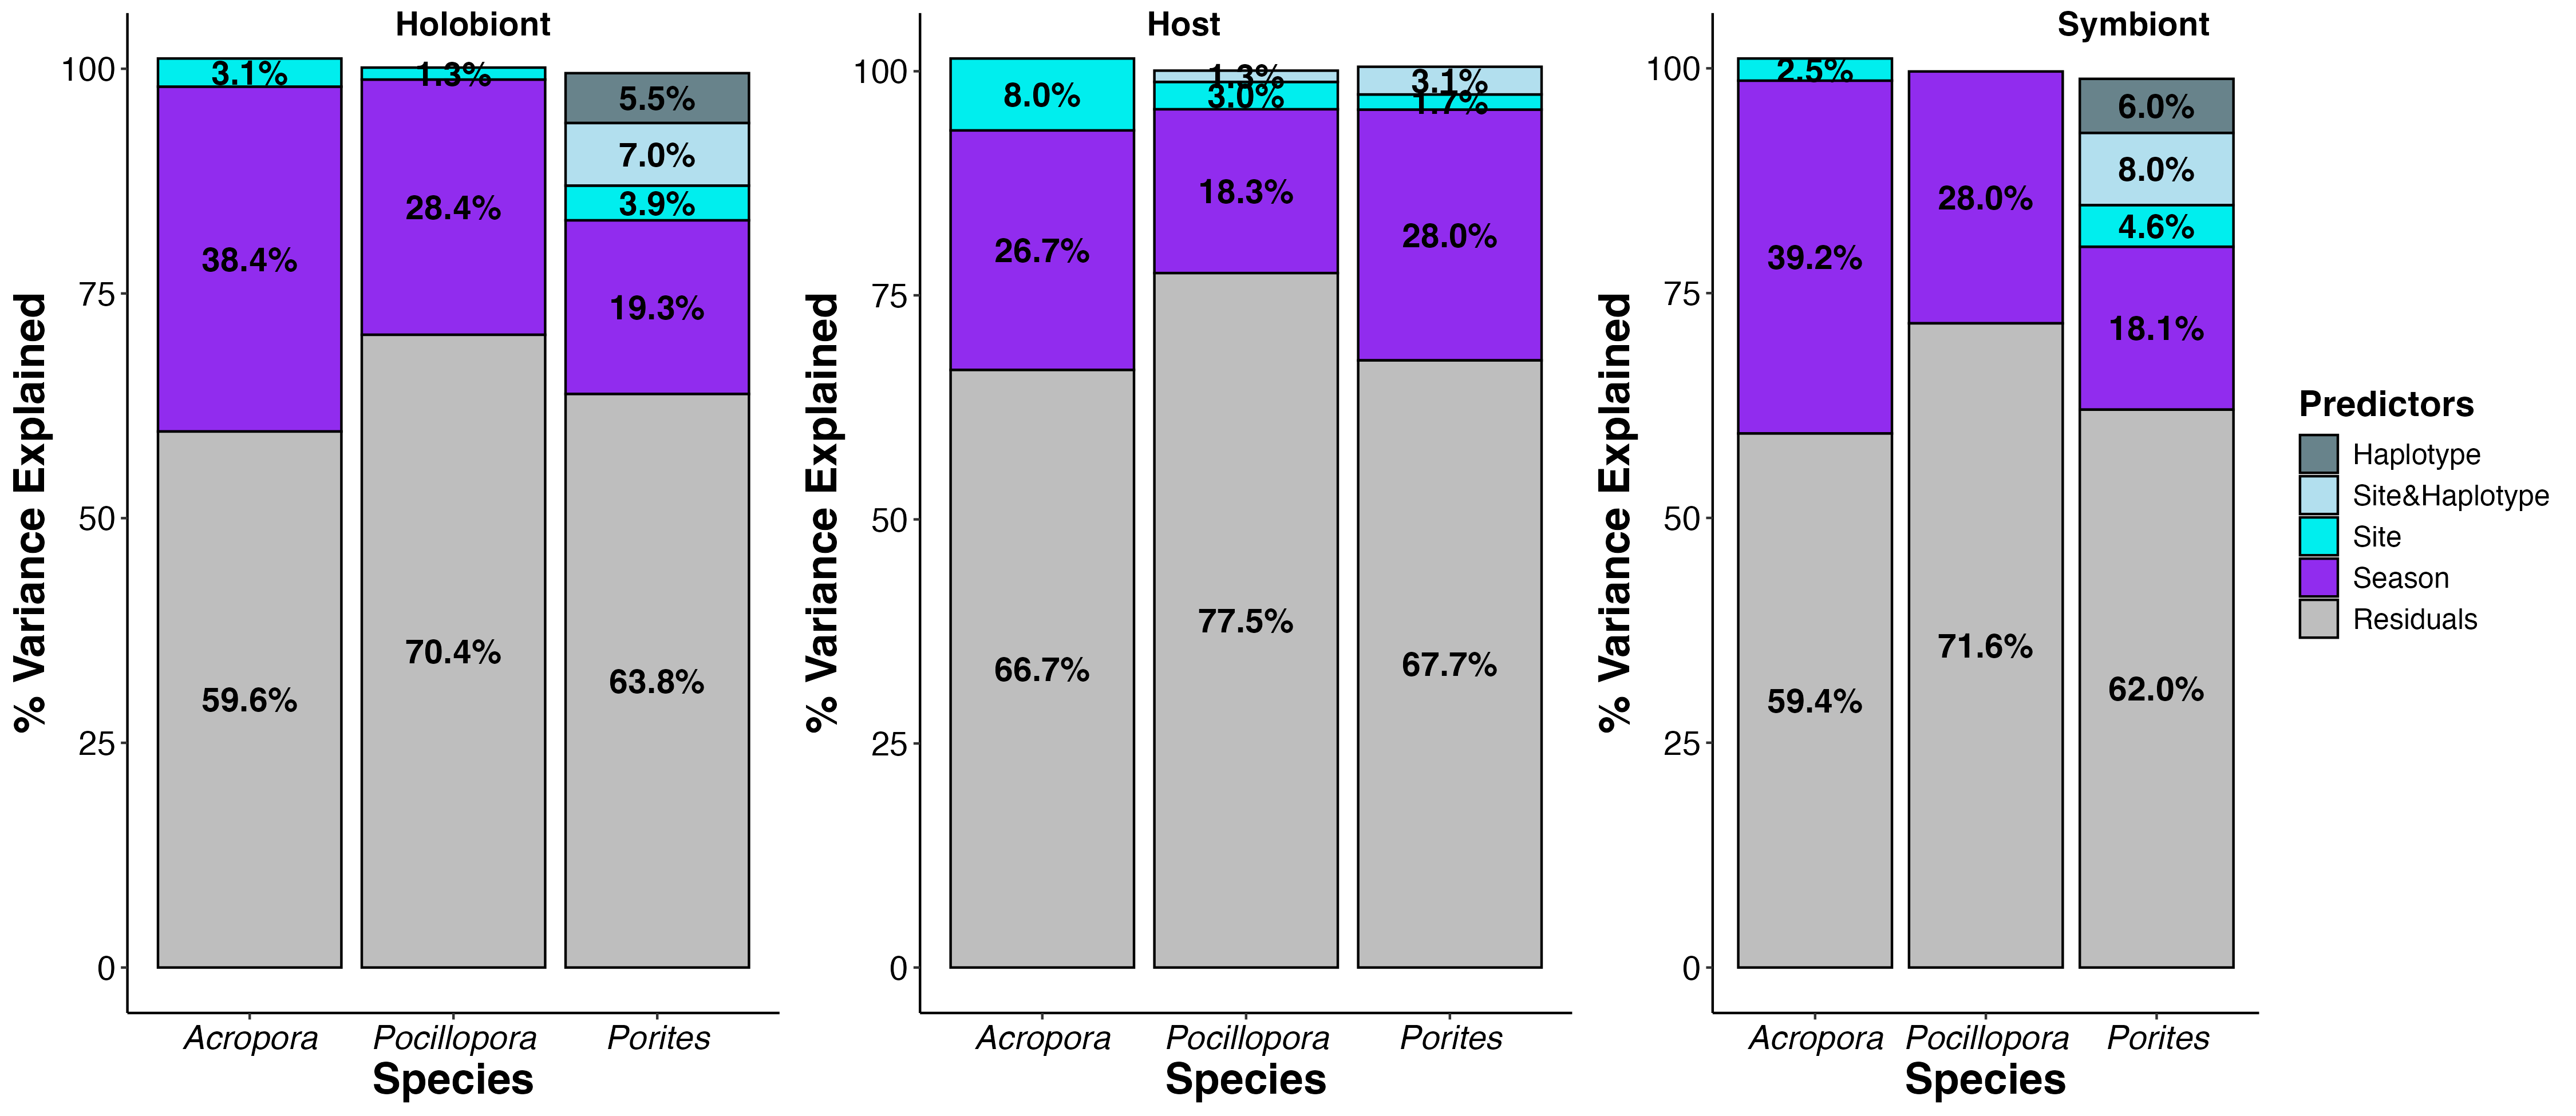 Holobiont
% Variance Explained
100
75
50
25
0
3.1%
38.4%
59.6%
1.3%
28.4%
70.4%
5.5%
7.0%
3.9%
19.3%
63.8%
Acropora
Pocillopora
Porites
Species
Host
% Variance Explained
100
75
50
25
0
8.0%
26.7%
66.7%
1.3%
3.0%
18.3%
77.5%
3.1%
1.7%
28.0%
67.7%
Acropora
Pocillopora
Porites
Species
Symbiont
% Variance Explained
100
75
50
25
0
2.5%
39.2%
59.4%
28.0%
71.6%
6.0%
8.0%
4.6%
18.1%
62.0%
Acropora
Pocillopora
Porites
Species
Predictors
Haplotype
Site&Haplotype
Site
Season
Residuals